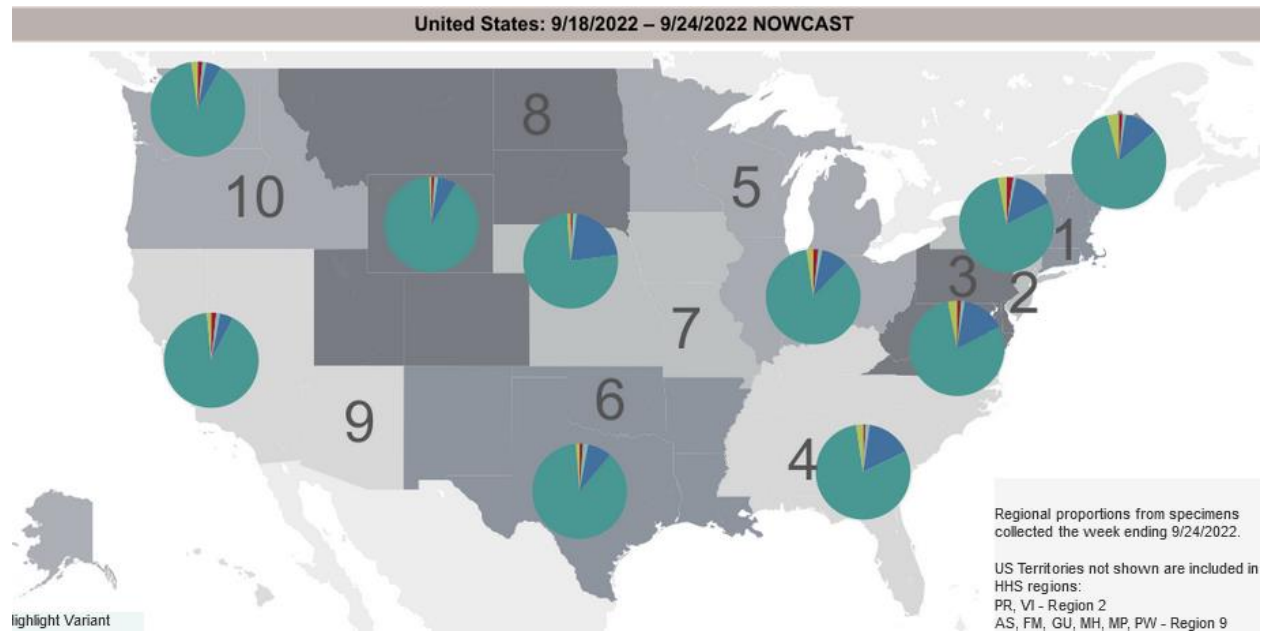 United States: 9/18/2022 – 9/24/2022 NOWCAST
8
10
5
1
3
2
7
6
9
4
Regional proportions from specimens
collected the week ending 9/24/2022.
US Territories not shown are included in
HHS regions:
PR, VI - Region 2
AS, FM, GU, MH, MP, PW - Region 9
lighlight Variant